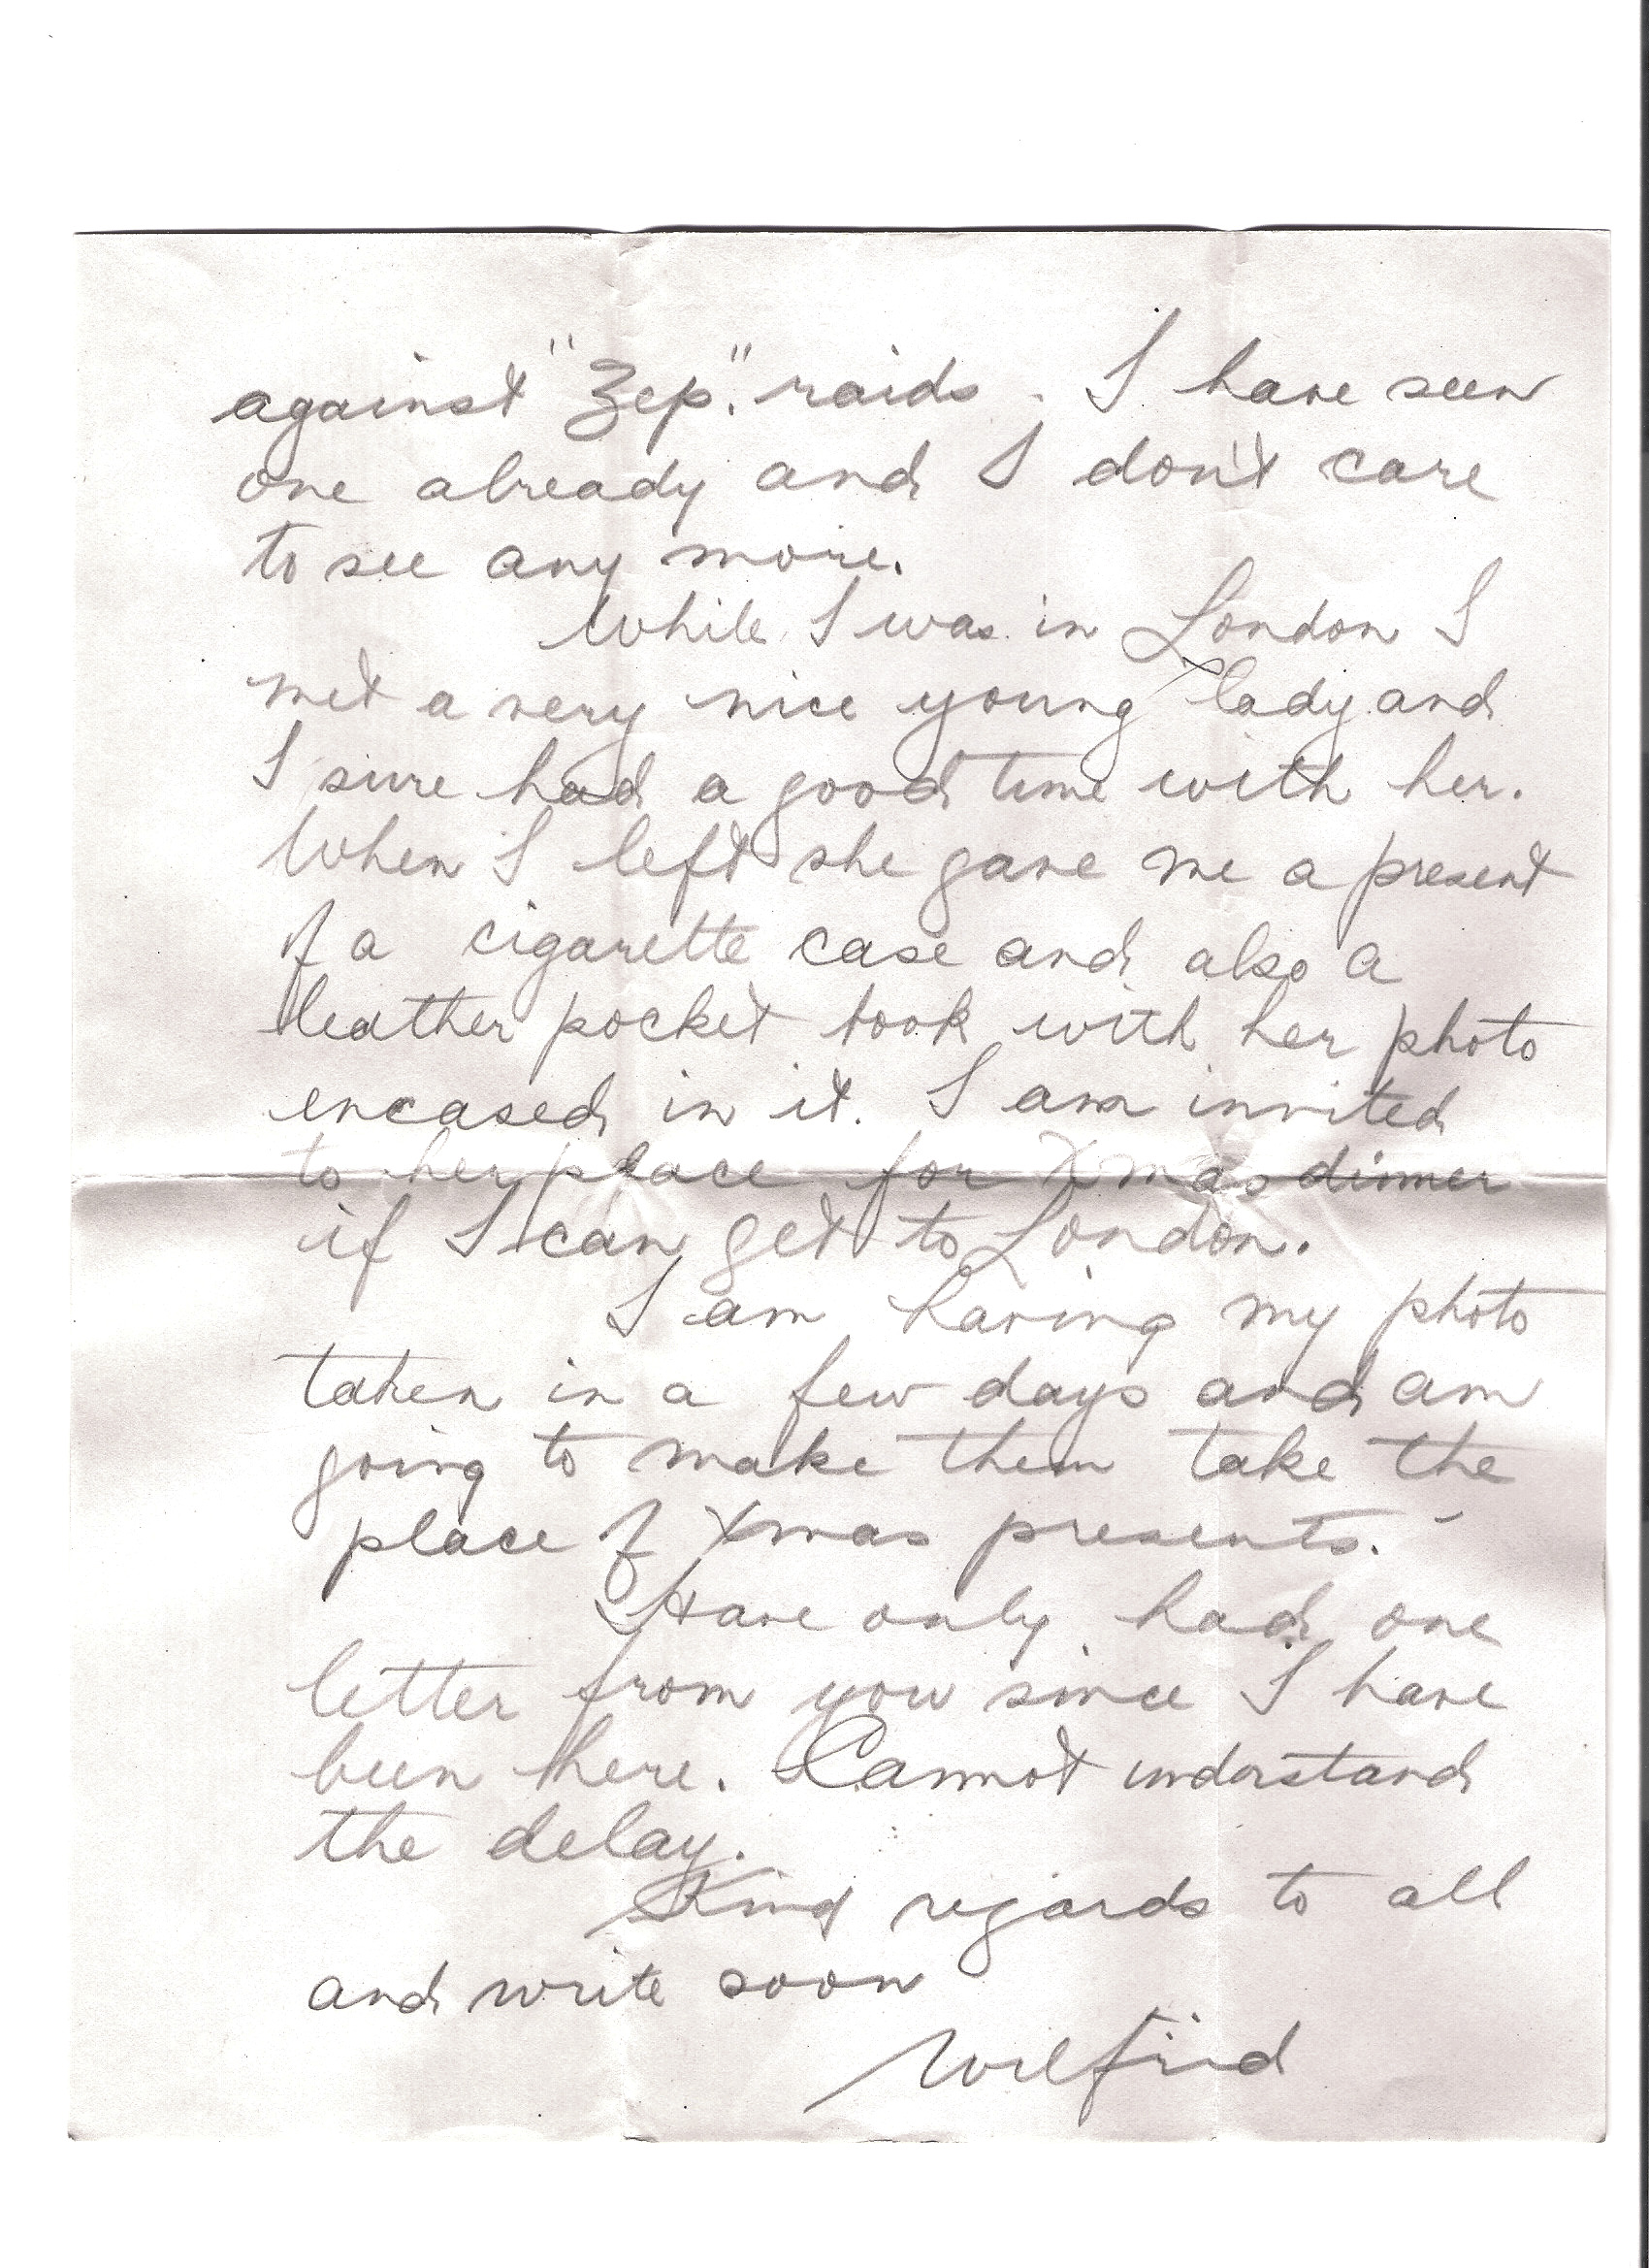 against "Zep." raids. I have seen
one already and I don't care
to see any more.
While I was in London I
met a very nice young lady and
I sure had a good time with her.
When I left she gave me a present
of a cigarette case and also a
leather pocket book with her photo
encased in it. I am invited
to her place for Xmas dinner
if I can get to London.
I am having my photo
taken in a few days and am
going to make them take the
place of Xmas presents. -
Have only had one
letter from you since I have
been here. Cannot understand
the delay.
Kind regards to all
and write soon
Wilfrid